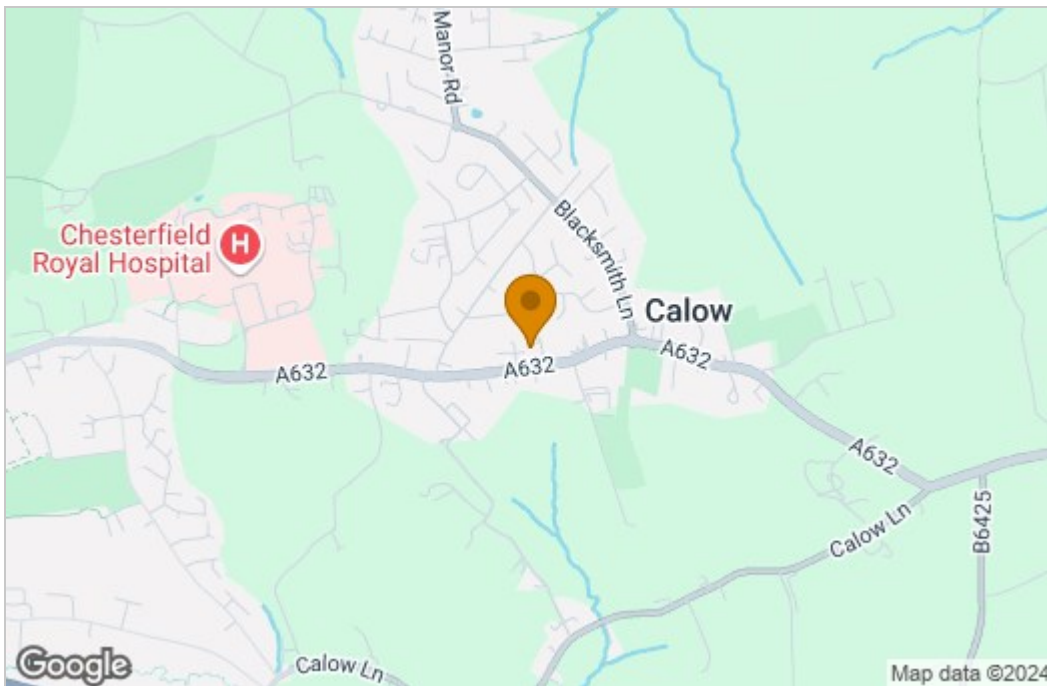 Manor Rd
Blacksmith Ln
Chesterfield
Royal Hospital
H
Calow
A632
A632
A632
A632
Calow Ln
B6425
Calow Ln
Google
Map data ©2024